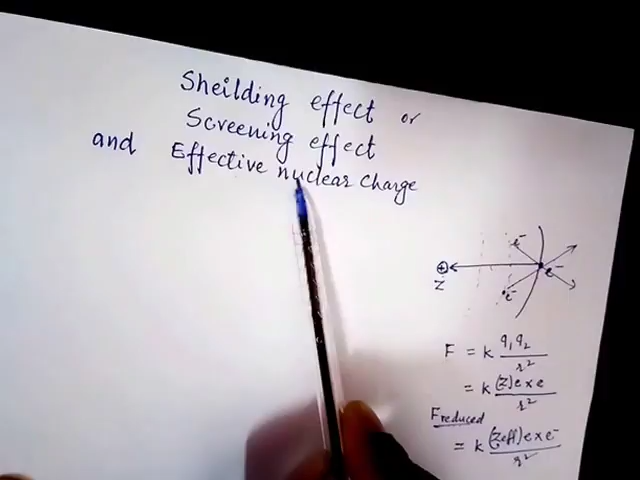 Sheilding effect or
Screening effect
and Effective nuclear Charge
e⁻
⊕
e⁻
Z
e⁻
F = k q₁q₂/r²
= k (Z)e×e/r²
Freduced
= k (Zeff)e×e⁻/r²